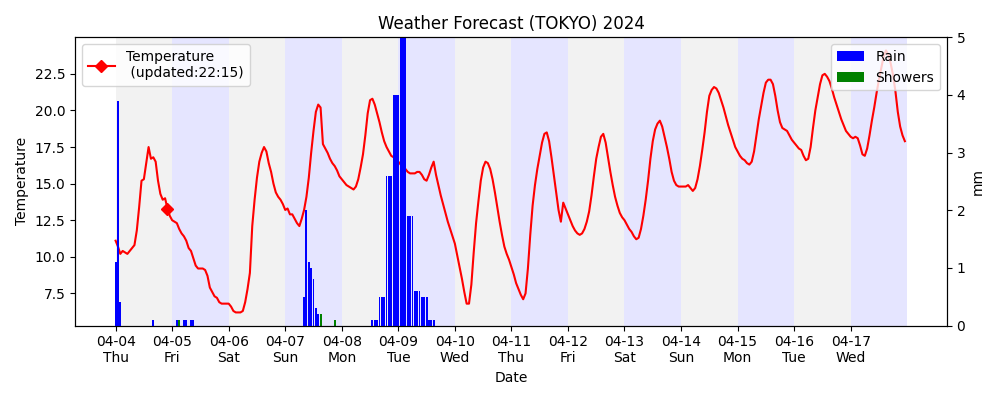 Weather Forecast (TOKYO) 2024
Temperature
(updated:22:15)
Rain
Showers
Temperature
22.5
20.0
17.5
15.0
12.5
10.0
7.5
5
4
3
2
1
0
mm
04-04 04-05 04-06 04-07 04-08 04-09 04-10 04-11 04-12 04-13 04-14 04-15 04-16 04-17
Thu Fri Sat Sun Mon Tue Wed Thu Fri Sat Sun Mon Tue Wed
Date